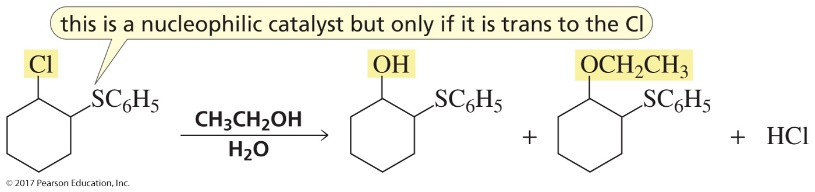 this is a nucleophilic catalyst but only if it is trans to the Cl
Cl
SC₆H₅
CH₃CH₂OH
H₂O
OH
SC₆H₅
+
OCH₂CH₃
SC₆H₅
+ HCl
© 2017 Pearson Education, Inc.